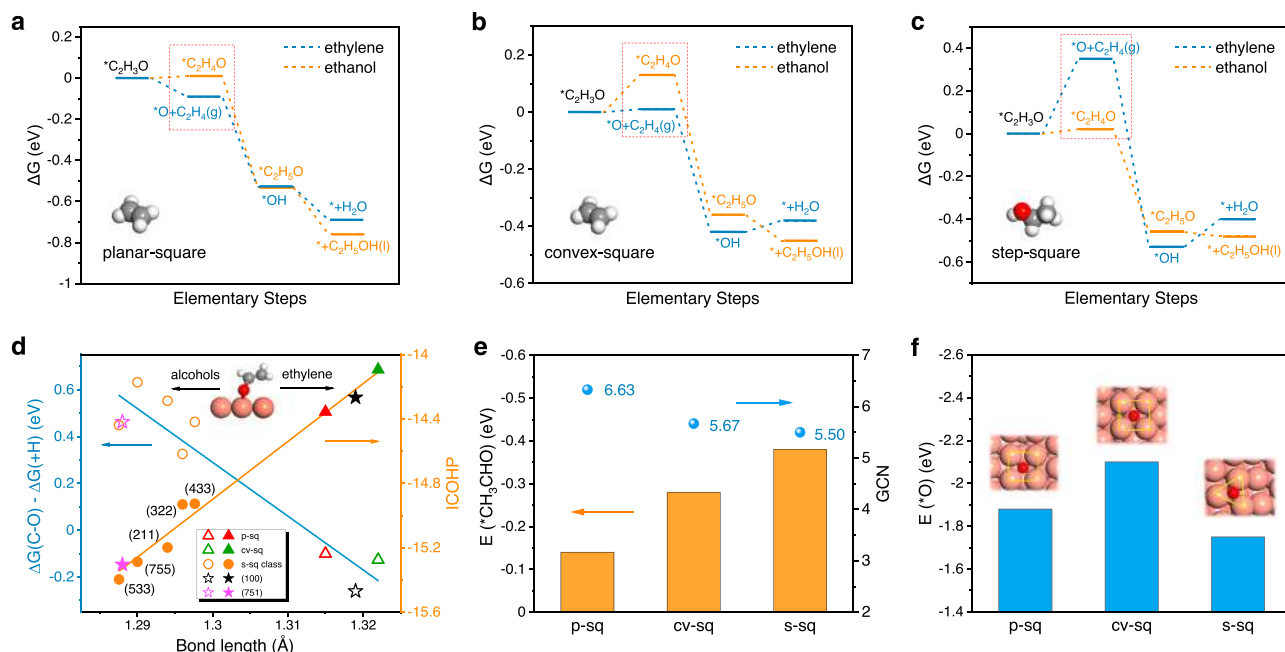 a
0.2
0
-0.2
-0.4
-0.6
-0.8
-1
ΔG (eV)
ethylene
ethanol
*C2H3O
*C2H4O
*O+C2H4(g)
*C2H5O
*OH
*+H2O
*+C2H5OH(l)
planar-square
Elementary Steps
b
0.4
0.2
0
-0.2
-0.4
-0.6
ΔG (eV)
ethylene
ethanol
*C2H3O
*C2H4O
*O+C2H4(g)
*C2H5O
*OH
*+H2O
*+C2H5OH(l)
convex-square
Elementary Steps
c
0.4
0.2
0
-0.2
-0.4
-0.6
ΔG (eV)
ethylene
ethanol
*O+C2H4(g)
*C2H3O
*C2H4O
*C2H5O
*OH
*+H2O
*+C2H5OH(l)
step-square
Elementary Steps
d
0.6
0.4
0.2
0
-0.2
ΔG(C-O) - ΔG(+H) (eV)
alcohols
ethylene
(433)
(322)
(211)
(755)
(533)
p-sq
cv-sq
s-sq class
(100)
(751)
-14
-14.4
-14.8
-15.2
-15.6
ICOHP
1.29
1.3
1.31
1.32
Bond length (Å)
e
-0.6
-0.5
-0.4
-0.3
-0.2
-0.1
0
E (*CH3CHO) (eV)
6.63
5.67
5.50
7
6
5
4
3
2
GCN
p-sq
cv-sq
s-sq
f
-2.6
-2.4
-2.2
-2
-1.8
-1.6
-1.4
E (*O) (eV)
p-sq
cv-sq
s-sq